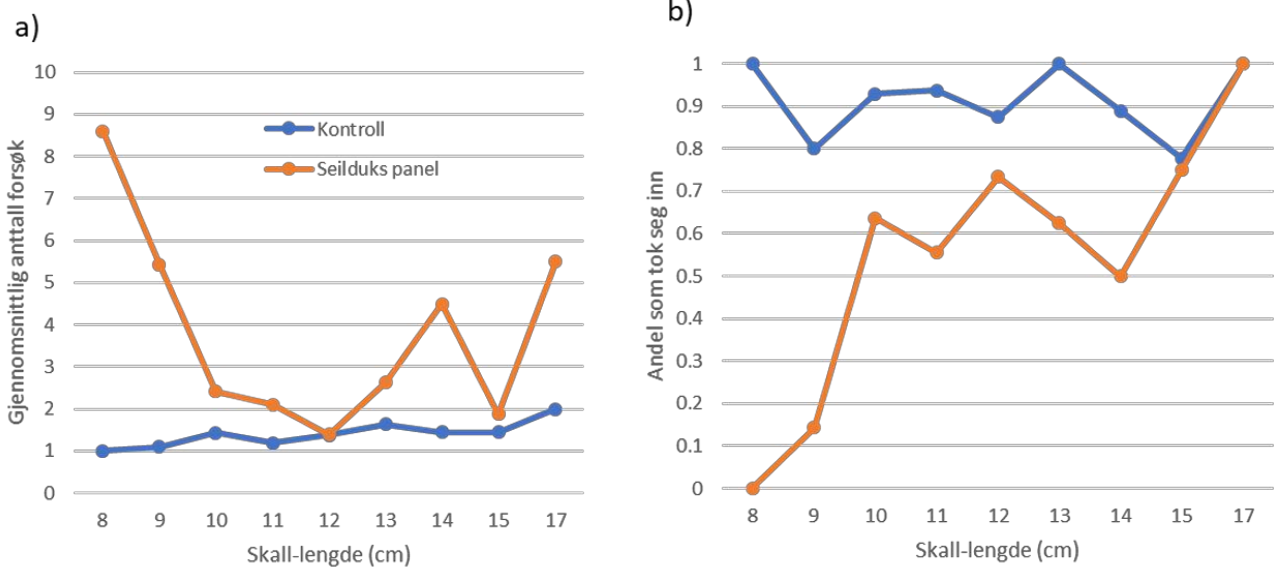 a)
Gjennomsnittlig anttall forsøk
10
9
8
7
6
5
4
3
2
1
0
Kontroll
Seilduks panel
8 9 10 11 12 13 14 15 17
Skall-lengde (cm)
b)
Andel som tok seg inn
1
0.9
0.8
0.7
0.6
0.5
0.4
0.3
0.2
0.1
0
8 9 10 11 12 13 14 15 17
Skall-lengde (cm)